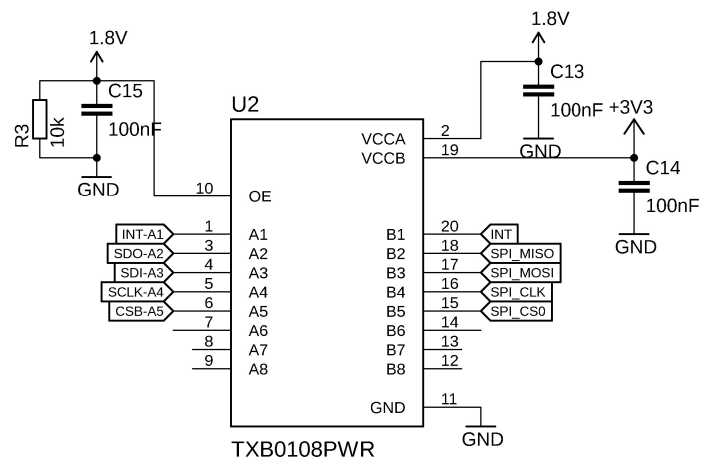 1.8V
1.8V
C15
C13
R3
10k
100nF
100nF
+3V3
U2
VCCA
2
GND
VCCB
19
C14
GND
10
OE
100nF
INT-A1
1
A1
B1
20
INT
GND
SDO-A2
3
A2
B2
18
SPI_MISO
SDI-A3
4
A3
B3
17
SPI_MOSI
SCLK-A4
5
A4
B4
16
SPI_CLK
CSB-A5
6
A5
B5
15
SPI_CS0
7
A6
B6
14
8
A7
B7
13
9
A8
B8
12
GND
11
GND
TXB0108PWR